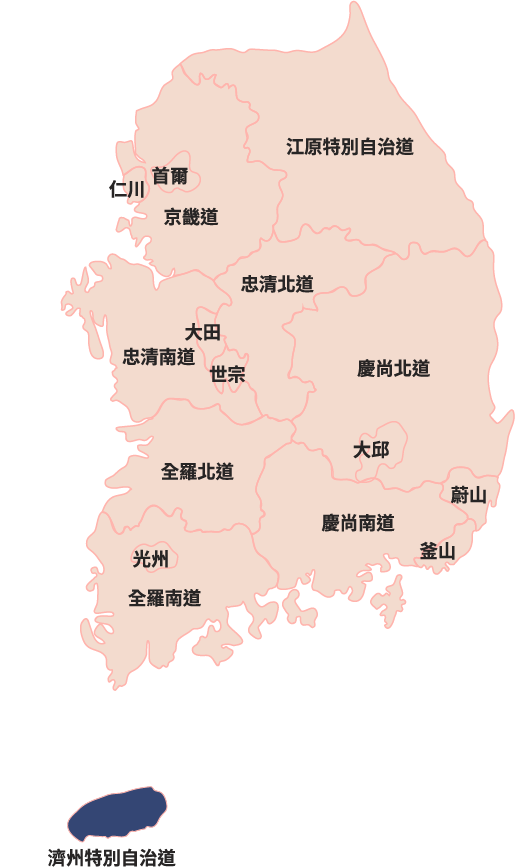 江原特別自治道
首爾
仁川
京畿道
忠清北道
大田
忠清南道
世宗
慶尚北道
大邱
全羅北道
蔚山
慶尚南道
釜山
光州
全羅南道
濟州特別自治道